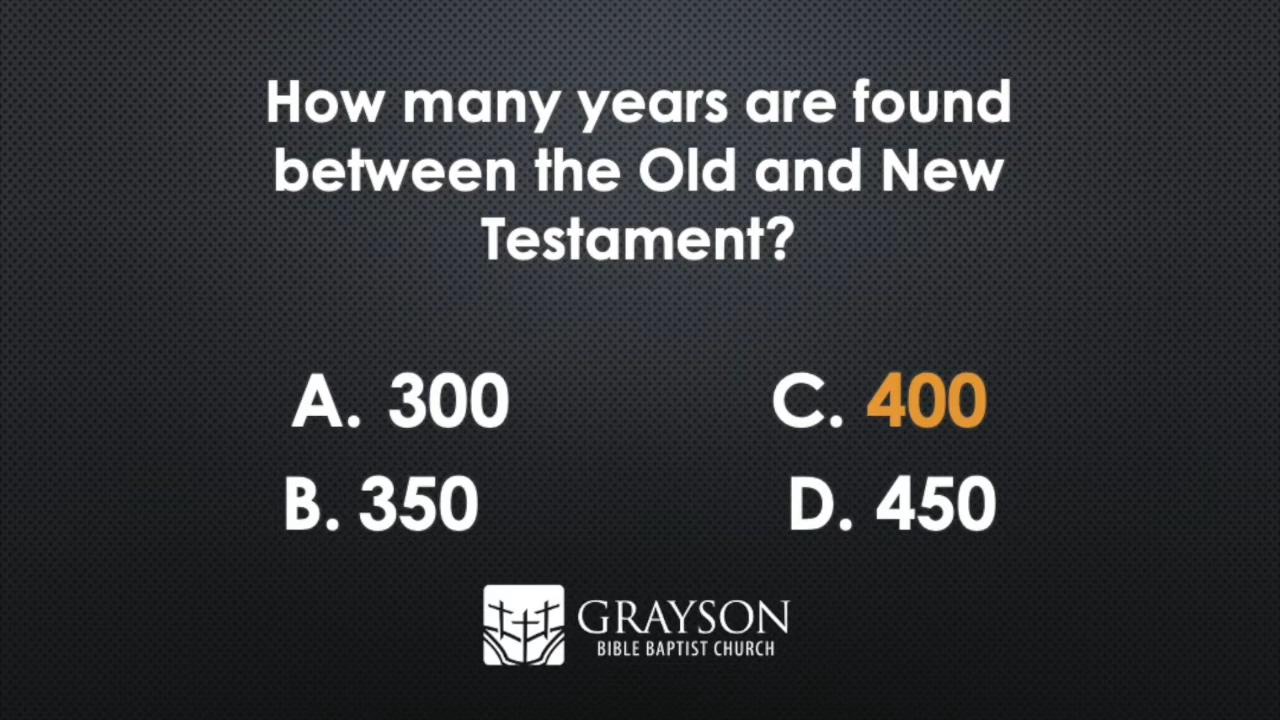 How many years are found
between the Old and New
Testament?
A. 300
C. 400
B. 350
D. 450
GRAYSON
BIBLE BAPTIST CHURCH